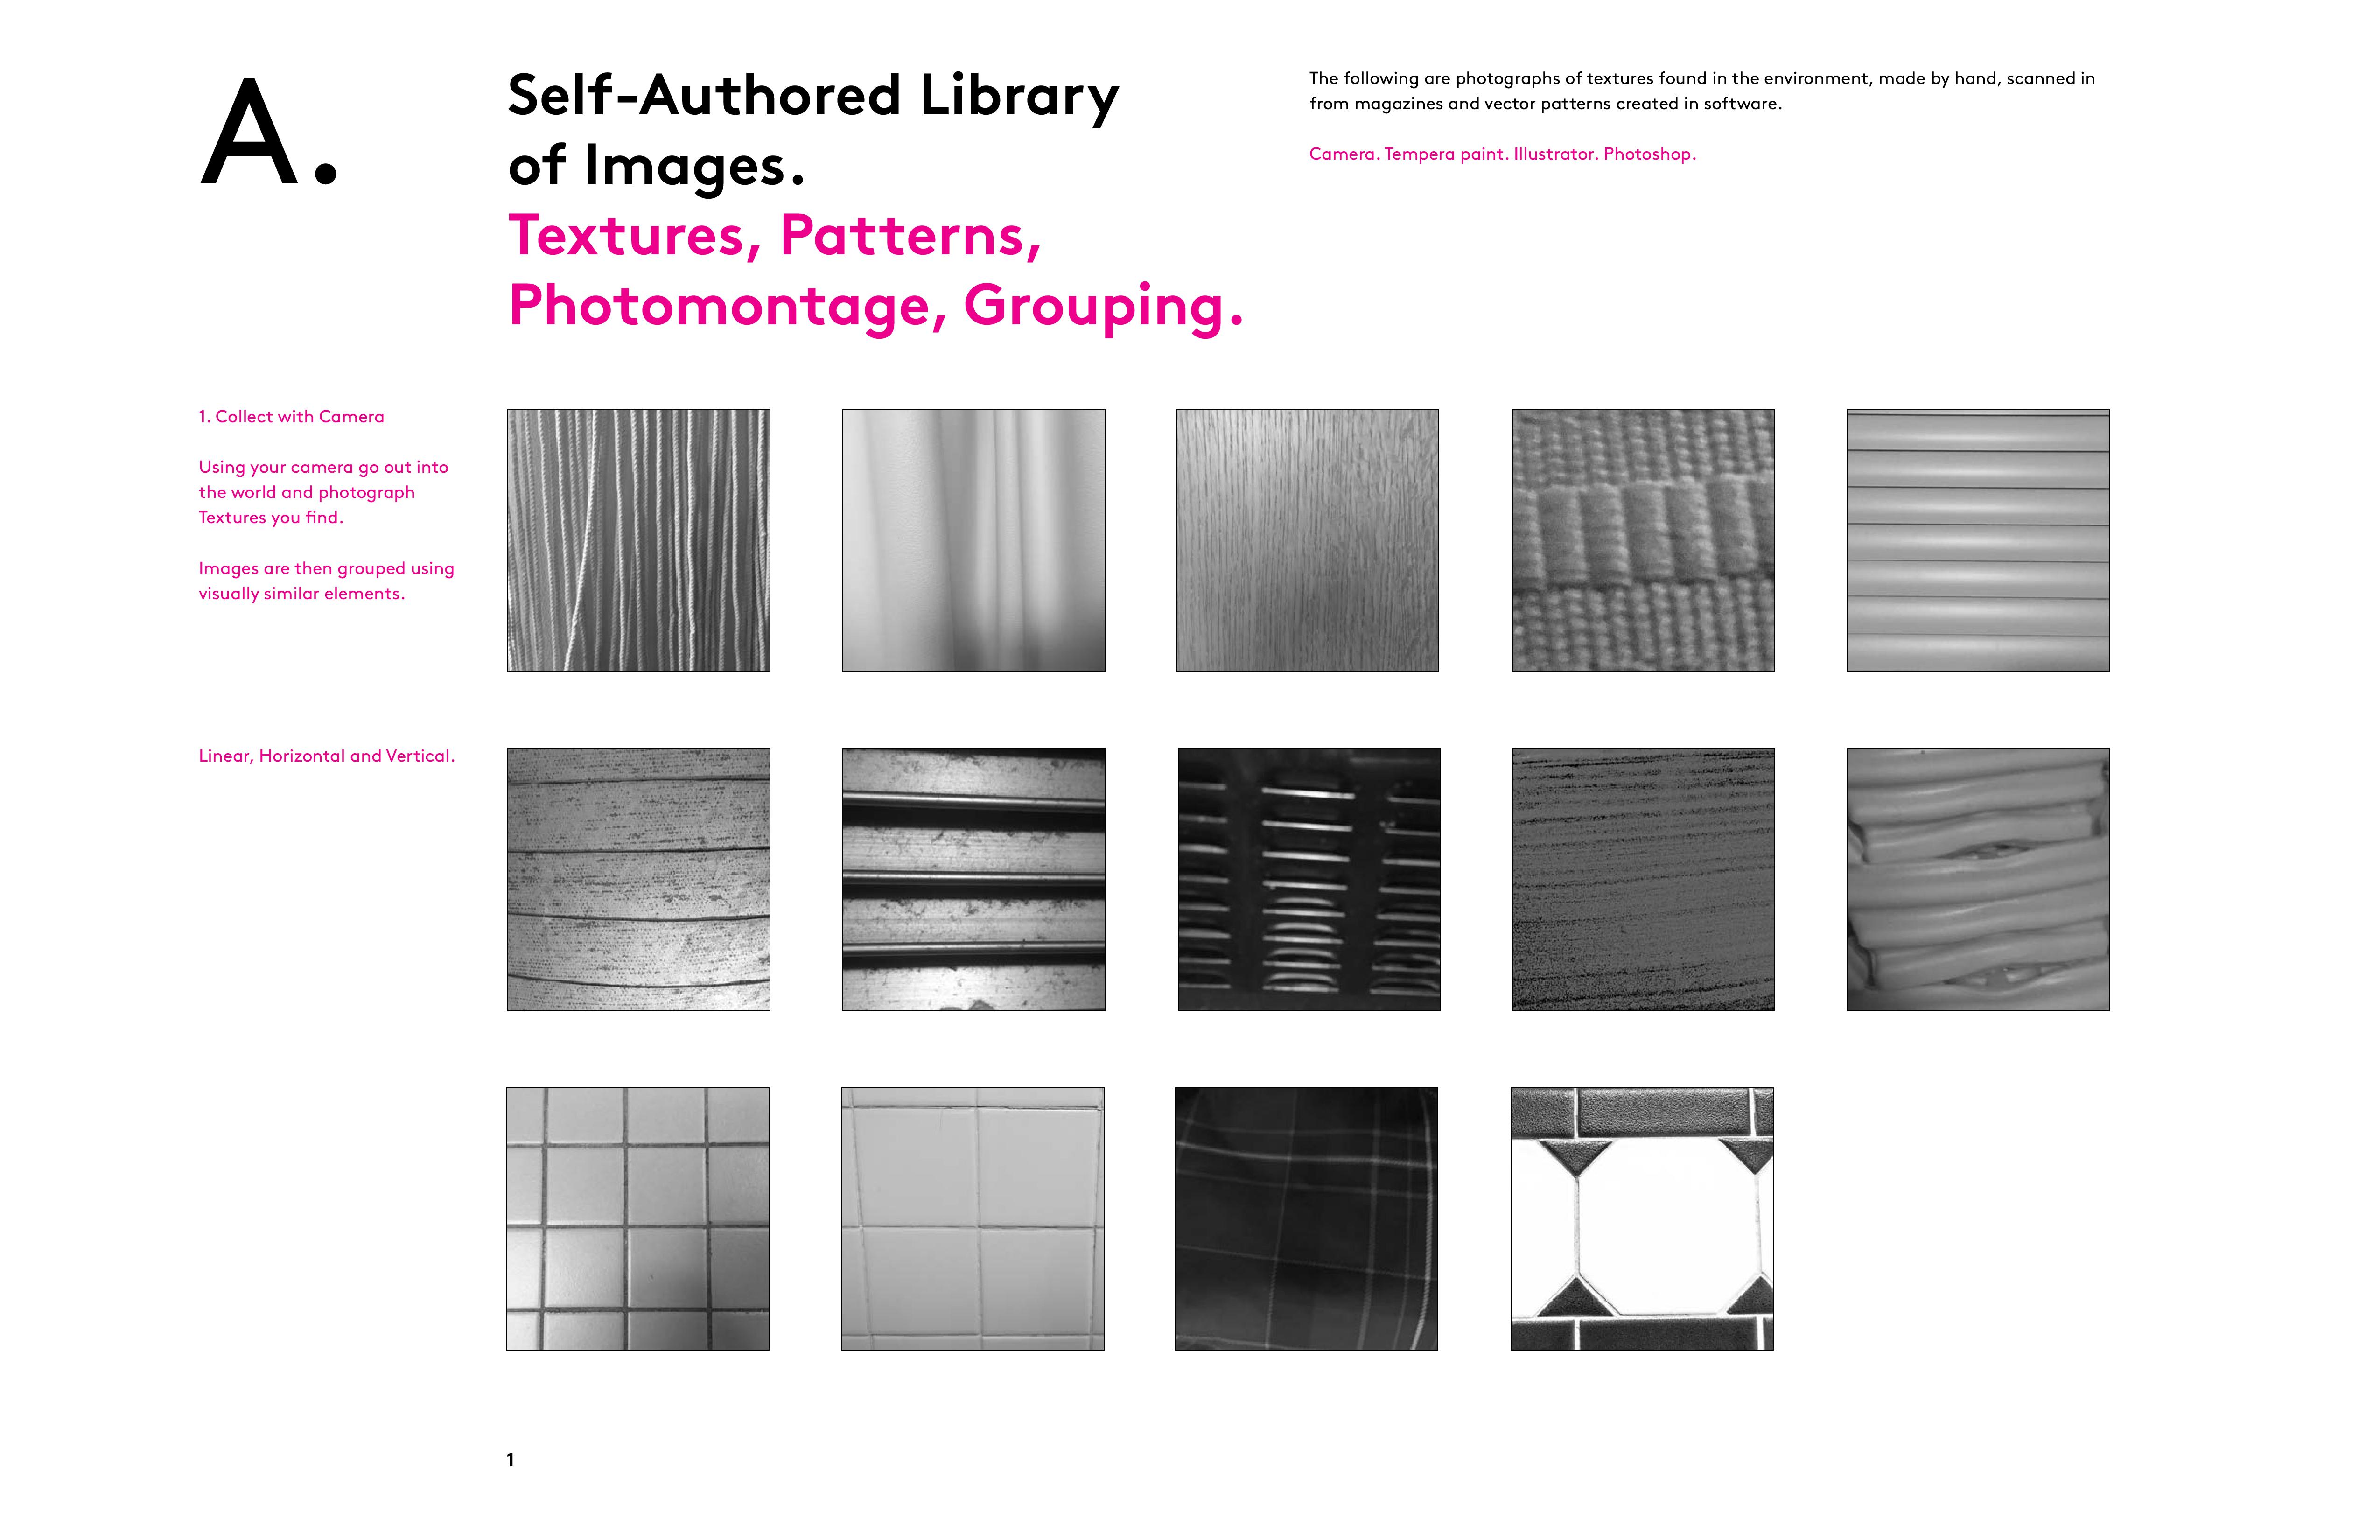 A.
Self-Authored Library
of Images.
Textures, Patterns,
Photomontage, Grouping.
The following are photographs of textures found in the environment, made by hand, scanned in
from magazines and vector patterns created in software.
Camera. Tempera paint. Illustrator. Photoshop.
1. Collect with Camera
Using your camera go out into
the world and photograph
Textures you find.
Images are then grouped using
visually similar elements.
Linear, Horizontal and Vertical.
1